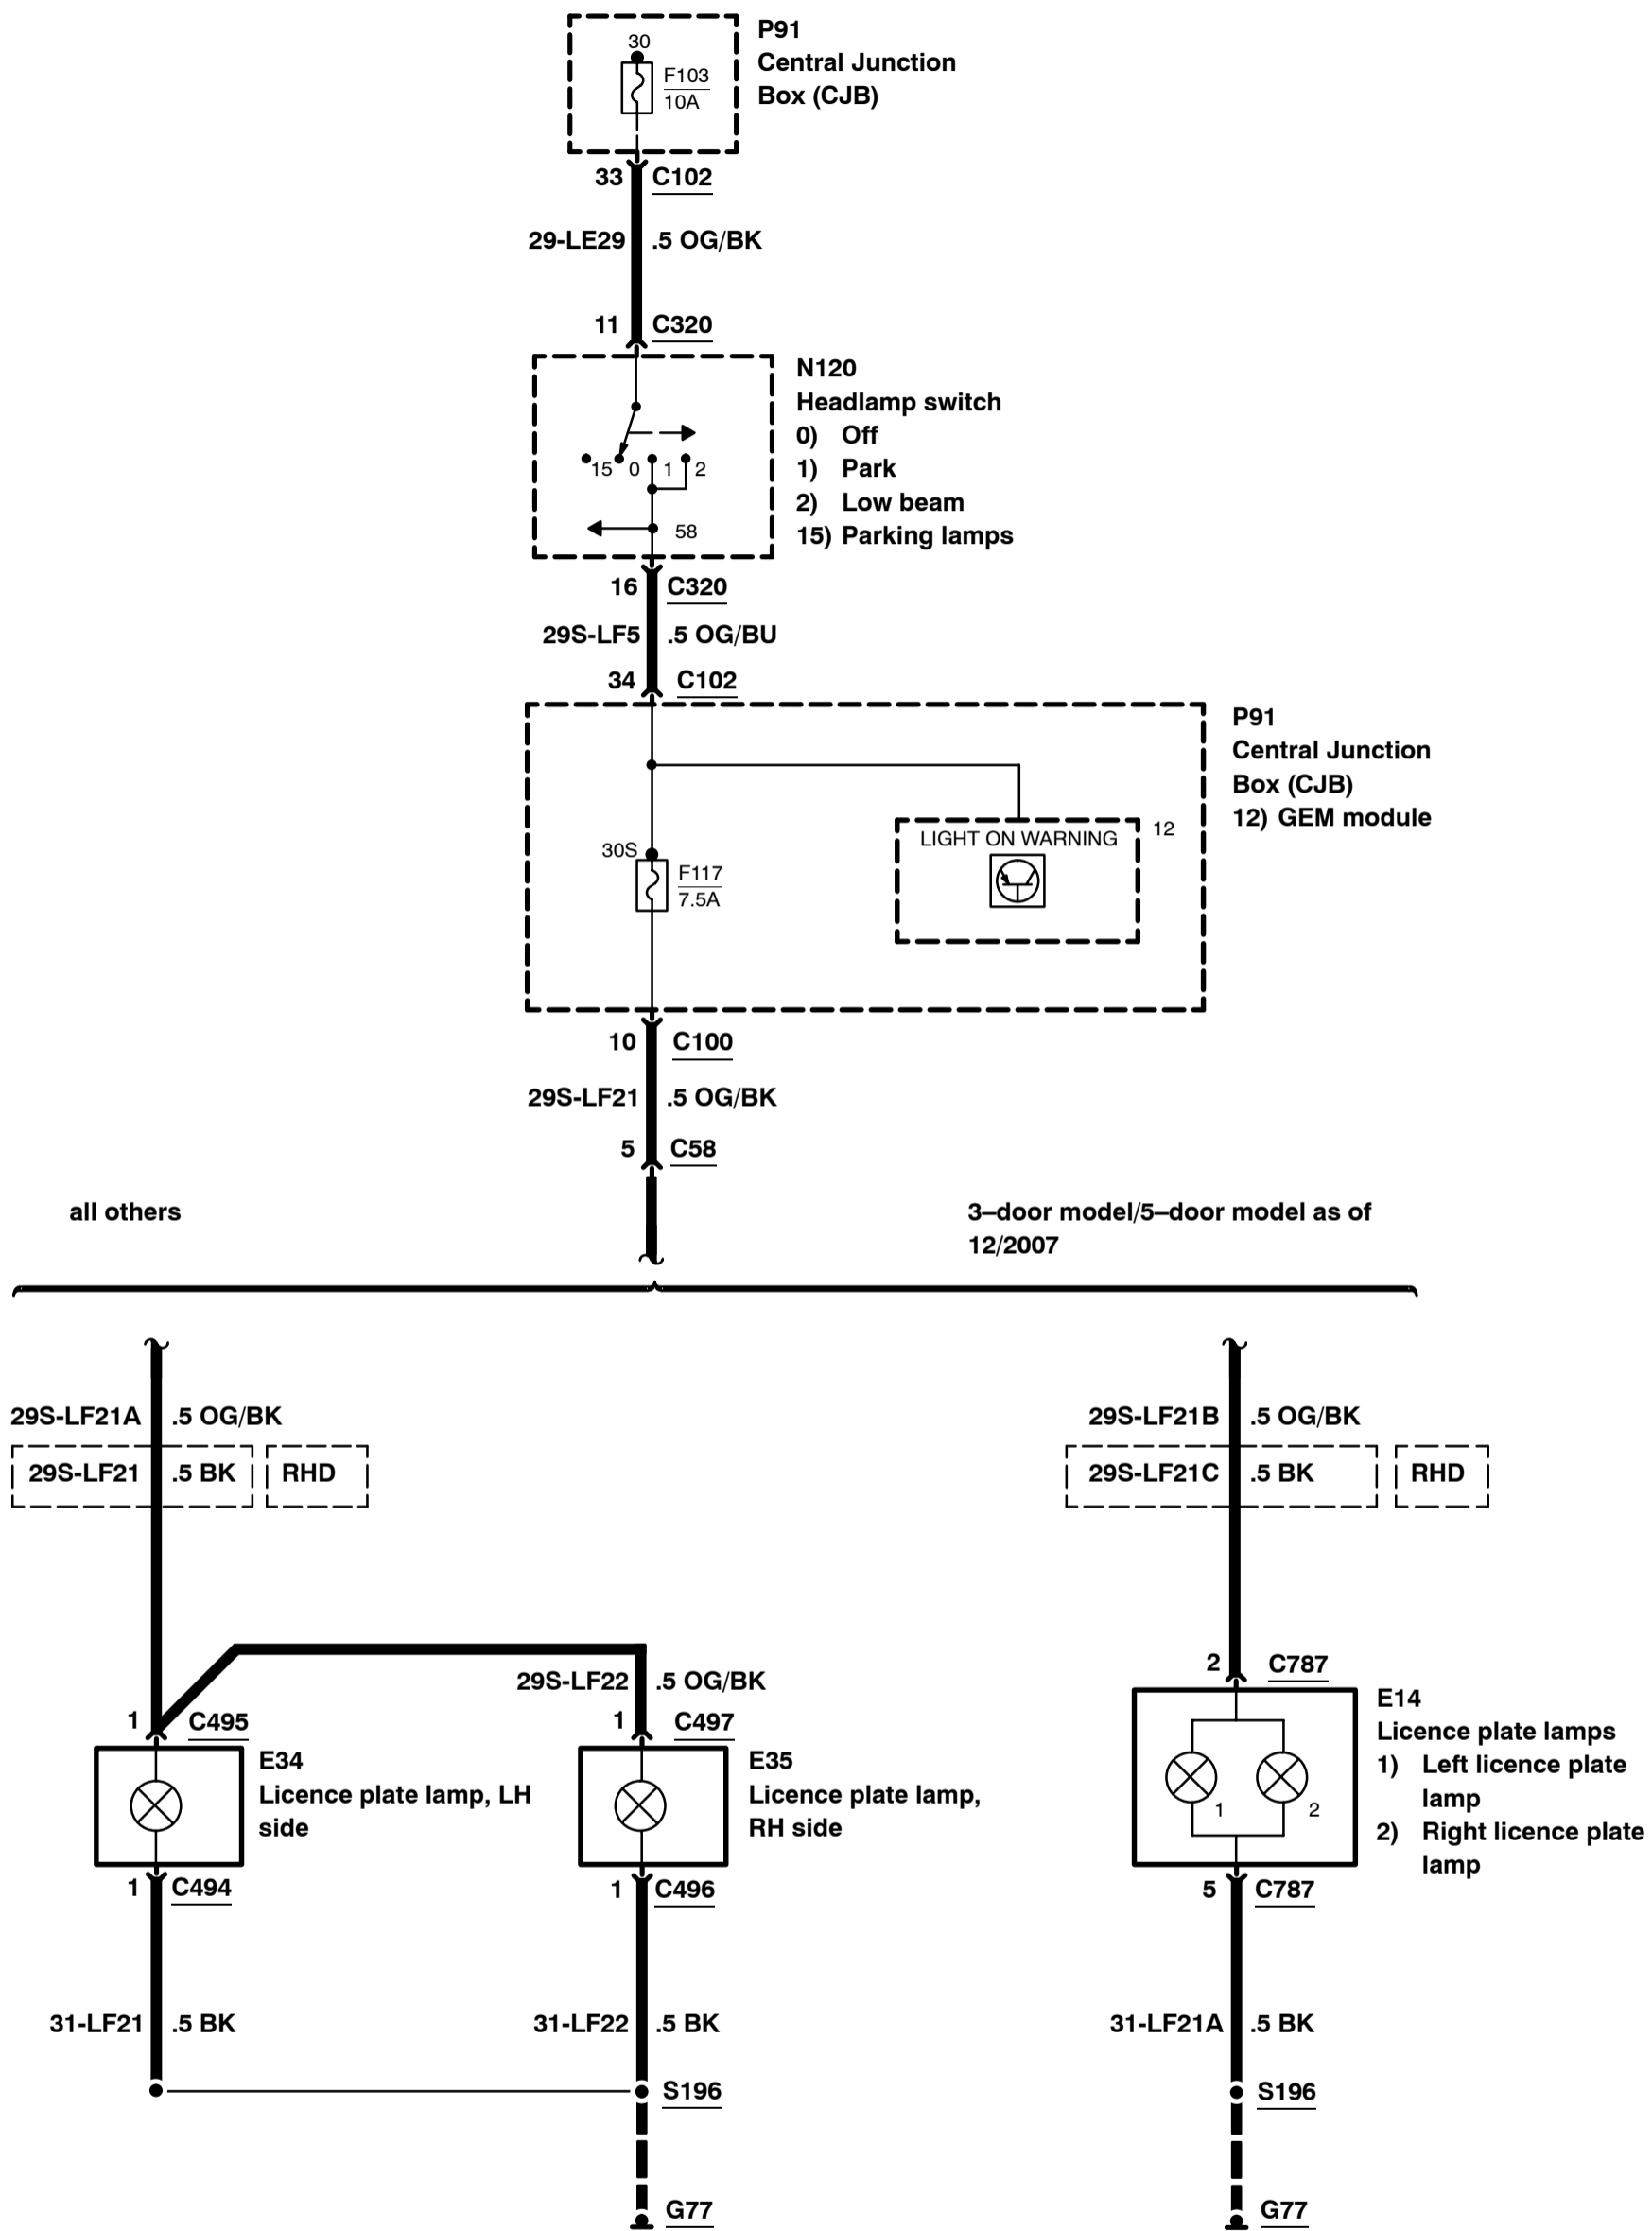 P91
Central Junction
Box (CJB)
30
F103
10A
33 C102
29-LE29 .5 OG/BK
11 C320
N120
Headlamp switch
0) Off
1) Park
2) Low beam
15) Parking lamps
15 0 1 2
58
16 C320
29S-LF5 .5 OG/BU
34 C102
P91
Central Junction
Box (CJB)
12) GEM module
12
LIGHT ON WARNING
30S
F117
7.5A
10 C100
29S-LF21 .5 OG/BK
5 C58
all others
3–door model/5–door model as of
12/2007
29S-LF21A .5 OG/BK
29S-LF21 .5 BK RHD
29S-LF21B .5 OG/BK
29S-LF21C .5 BK RHD
29S-LF22 .5 OG/BK
1 C495
1 C497
2 C787
E34
Licence plate lamp, LH
side
E35
Licence plate lamp,
RH side
E14
Licence plate lamps
1) Left licence plate
lamp
2) Right licence plate
lamp
1 2
1 C494
1 C496
5 C787
31-LF21 .5 BK
31-LF22 .5 BK
31-LF21A .5 BK
S196
S196
G77
G77